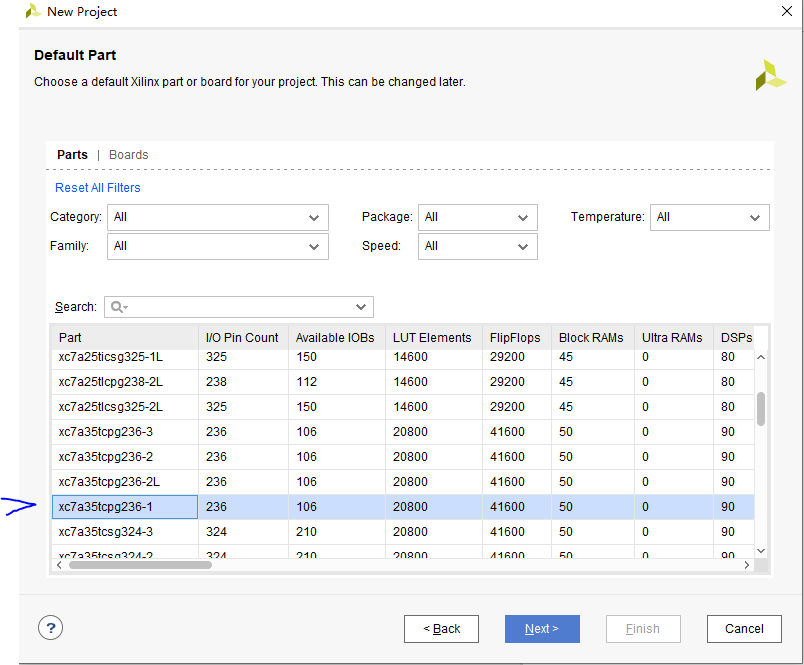 New Project
Default Part
Choose a default Xilinx part or board for your project. This can be changed later.
Parts | Boards
Reset All Filters
Category: All Package: All Temperature: All
Family: All Speed: All
Search:
Part I/O Pin Count Available IOBs LUT Elements FlipFlops Block RAMs Ultra RAMs DSPs
xc7a25ticsg325-1L 325 150 14600 29200 45 0 80
xc7a25tlcpg238-2L 238 112 14600 29200 45 0 80
xc7a25tlcsg325-2L 325 150 14600 29200 45 0 80
xc7a35tcpg236-3 236 106 20800 41600 50 0 90
xc7a35tcpg236-2 236 106 20800 41600 50 0 90
xc7a35tcpg236-2L 236 106 20800 41600 50 0 90
xc7a35tcpg236-1 236 106 20800 41600 50 0 90
xc7a35tcsg324-3 324 210 20800 41600 50 0 90
xc7a35tcsg324-2 324 210 20800 41600 50 0 90
? < Back Next > Finish Cancel